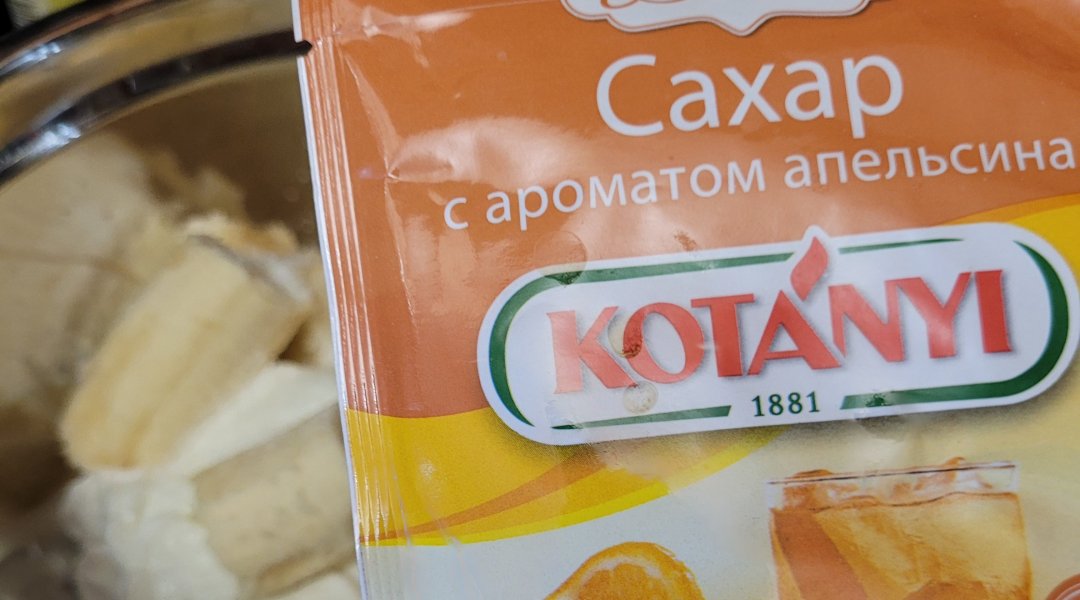 Сахар
с ароматом апельсина
KOTÁNYI
1881